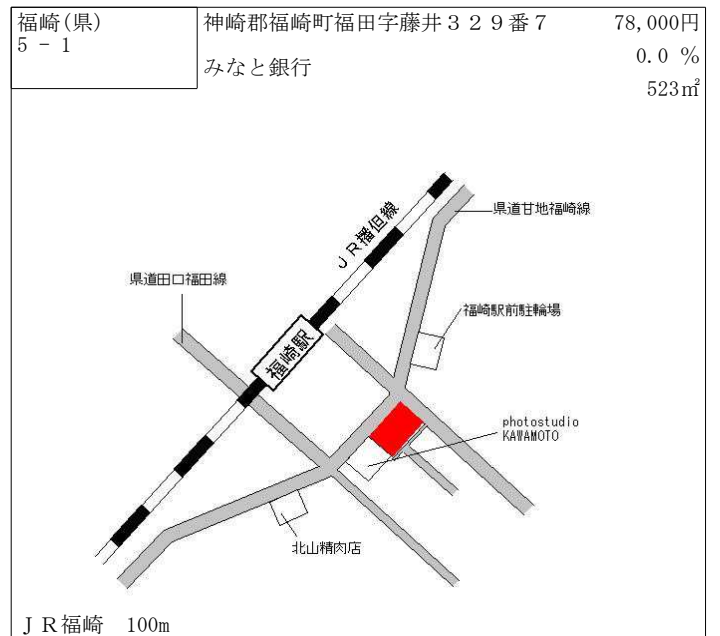 福崎(県)
5 - 1
神崎郡福崎町福田字藤井３２９番７
78,000円
みなと銀行
0.0 %
523㎡
ＪＲ播但線
県道甘地福崎線
県道田口福田線
福崎駅前駐輪場
福崎駅
photostudio
KAWAMOTO
北山精肉店
ＪＲ福崎　100m